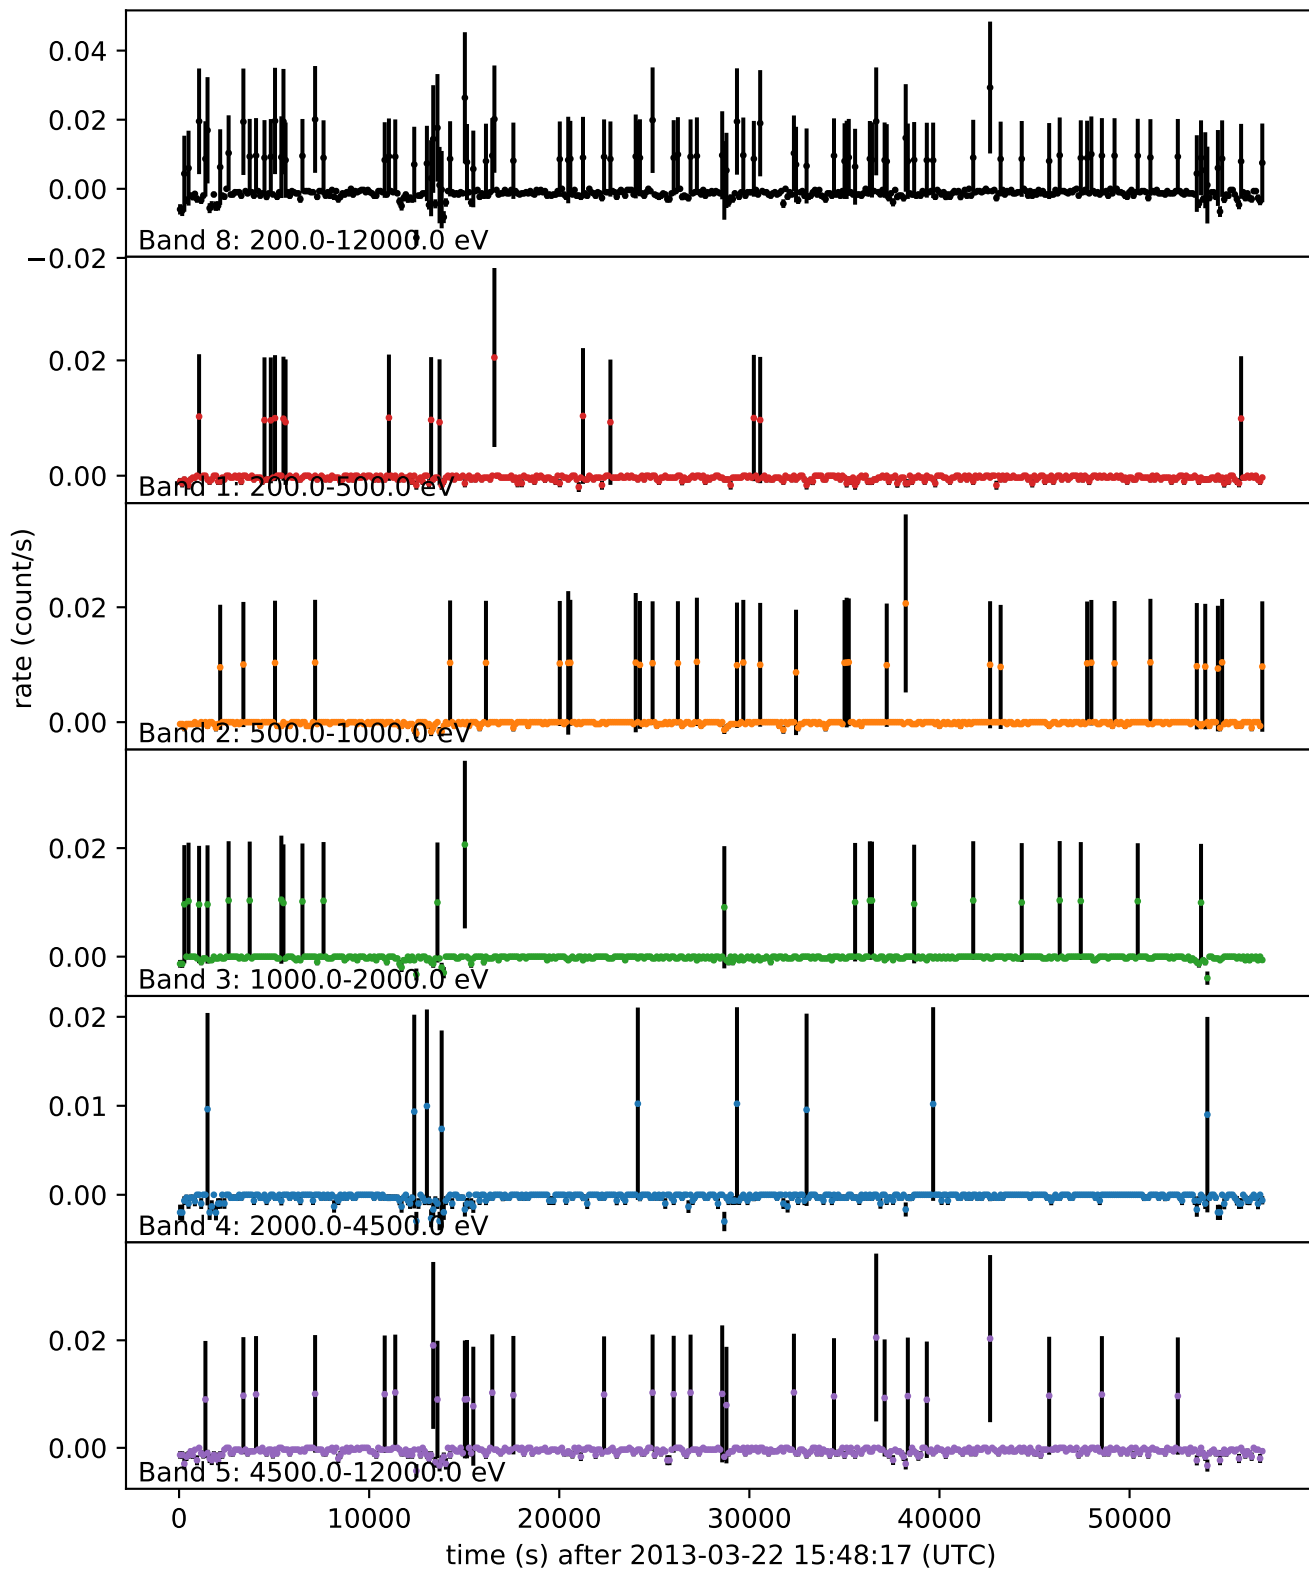 0.04
0.02
0.00
−0.02
Band 8: 200.0-12000.0 eV
0.02
0.00
Band 1: 200.0-500.0 eV
0.02
0.00
Band 2: 500.0-1000.0 eV
rate (count/s)
0.02
0.00
Band 3: 1000.0-2000.0 eV
0.02
0.01
0.00
Band 4: 2000.0-4500.0 eV
0.02
0.00
Band 5: 4500.0-12000.0 eV
0 10000 20000 30000 40000 50000
time (s) after 2013-03-22 15:48:17 (UTC)